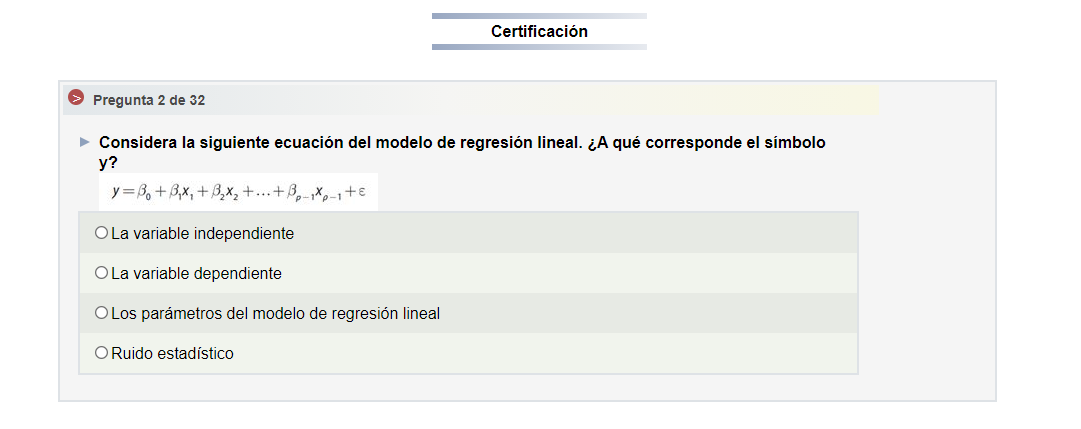 Certificación
Pregunta 2 de 32
Considera la siguiente ecuación del modelo de regresión lineal. ¿A qué corresponde el símbolo
y?
y=β₀+β₁x₁+β₂x₂+...+βₚ₋₁xₚ₋₁+ε
La variable independiente
La variable dependiente
Los parámetros del modelo de regresión lineal
Ruido estadístico